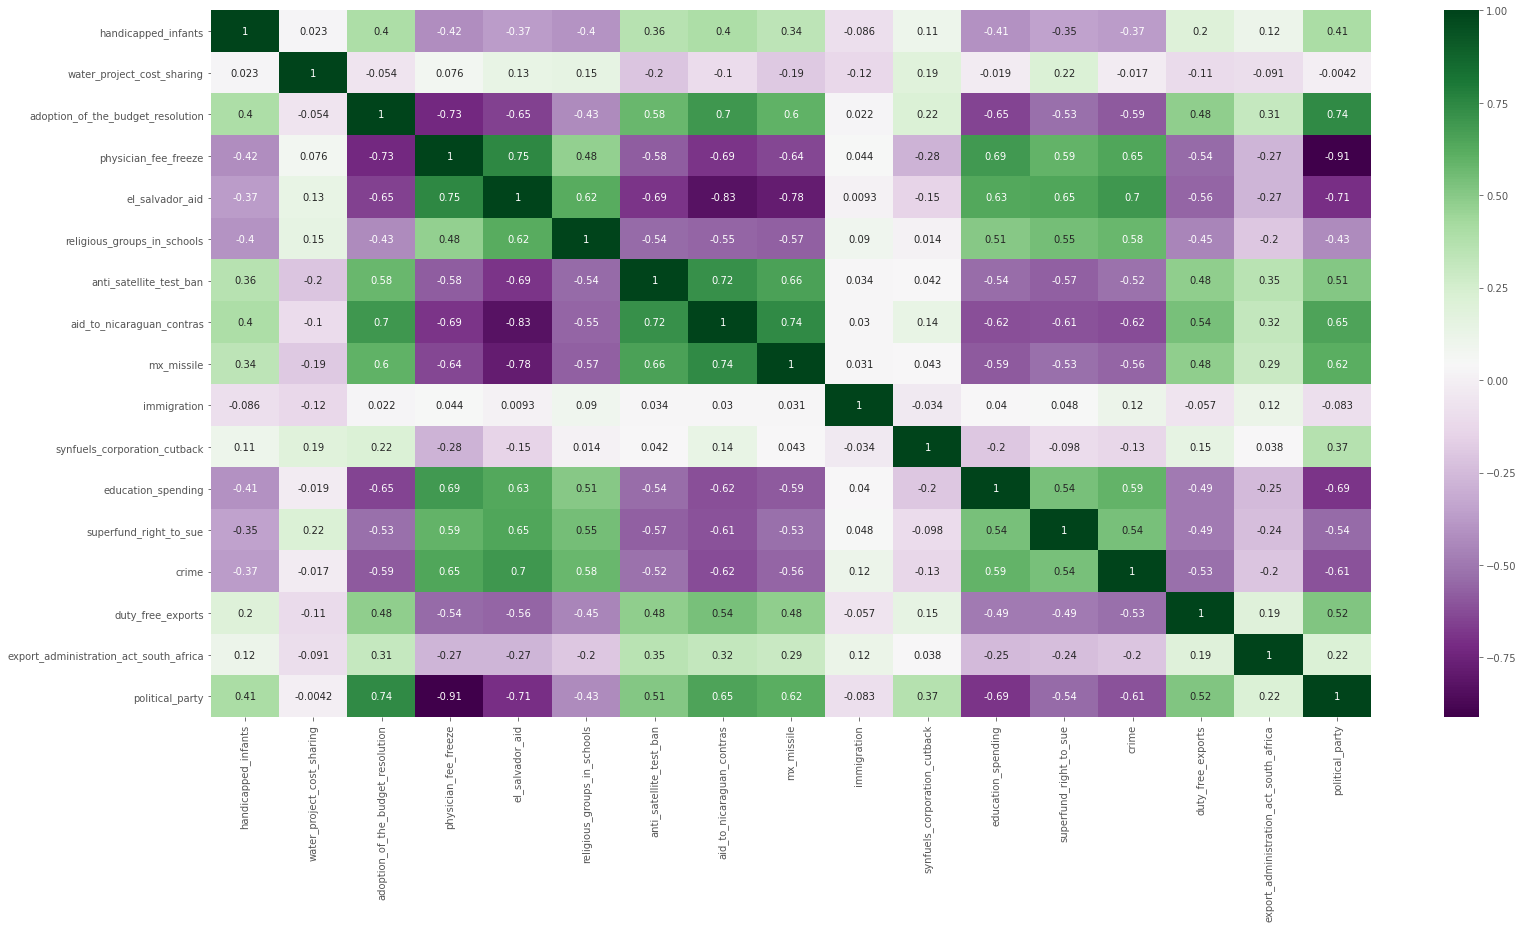 handicapped_infants 1 0.023 0.4 -0.42 -0.37 -0.4 0.36 0.4 0.34 -0.086 0.11 -0.41 -0.35 -0.37 0.2 0.12 0.41
water_project_cost_sharing 0.023 1 -0.054 0.076 0.13 0.15 -0.2 -0.1 -0.19 -0.12 0.19 -0.019 0.22 -0.017 -0.11 -0.091 -0.0042
adoption_of_the_budget_resolution 0.4 -0.054 1 -0.73 -0.65 -0.43 0.58 0.7 0.6 0.022 0.22 -0.65 -0.53 -0.59 0.48 0.31 0.74
physician_fee_freeze -0.42 0.076 -0.73 1 0.75 0.48 -0.58 -0.69 -0.64 0.044 -0.28 0.69 0.59 0.65 -0.54 -0.27 -0.91
el_salvador_aid -0.37 0.13 -0.65 0.75 1 0.62 -0.69 -0.83 -0.78 0.0093 -0.15 0.63 0.65 0.7 -0.56 -0.27 -0.71
religious_groups_in_schools -0.4 0.15 -0.43 0.48 0.62 1 -0.54 -0.55 -0.57 0.09 0.014 0.51 0.55 0.58 -0.45 -0.2 -0.43
anti_satellite_test_ban 0.36 -0.2 0.58 -0.58 -0.69 -0.54 1 0.72 0.66 0.034 0.042 -0.54 -0.57 -0.52 0.48 0.35 0.51
aid_to_nicaraguan_contras 0.4 -0.1 0.7 -0.69 -0.83 -0.55 0.72 1 0.74 0.03 0.14 -0.62 -0.61 -0.62 0.54 0.32 0.65
mx_missile 0.34 -0.19 0.6 -0.64 -0.78 -0.57 0.66 0.74 1 0.031 0.043 -0.59 -0.53 -0.56 0.48 0.29 0.62
immigration -0.086 -0.12 0.022 0.044 0.0093 0.09 0.034 0.03 0.031 1 -0.034 0.04 0.048 0.12 -0.057 0.12 -0.083
synfuels_corporation_cutback 0.11 0.19 0.22 -0.28 -0.15 0.014 0.042 0.14 0.043 -0.034 1 -0.2 -0.098 -0.13 0.15 0.038 0.37
education_spending -0.41 -0.019 -0.65 0.69 0.63 0.51 -0.54 -0.62 -0.59 0.04 -0.2 1 0.54 0.59 -0.49 -0.25 -0.69
superfund_right_to_sue -0.35 0.22 -0.53 0.59 0.65 0.55 -0.57 -0.61 -0.53 0.048 -0.098 0.54 1 0.54 -0.49 -0.24 -0.54
crime -0.37 -0.017 -0.59 0.65 0.7 0.58 -0.52 -0.62 -0.56 0.12 -0.13 0.59 0.54 1 -0.53 -0.2 -0.61
duty_free_exports 0.2 -0.11 0.48 -0.54 -0.56 -0.45 0.48 0.54 0.48 -0.057 0.15 -0.49 -0.49 -0.53 1 0.19 0.52
export_administration_act_south_africa 0.12 -0.091 0.31 -0.27 -0.27 -0.2 0.35 0.32 0.29 0.12 0.038 -0.25 -0.24 -0.2 0.19 1 0.22
political_party 0.41 -0.0042 0.74 -0.91 -0.71 -0.43 0.51 0.65 0.62 -0.083 0.37 -0.69 -0.54 -0.61 0.52 0.22 1
handicapped_infants
water_project_cost_sharing
adoption_of_the_budget_resolution
physician_fee_freeze
el_salvador_aid
religious_groups_in_schools
anti_satellite_test_ban
aid_to_nicaraguan_contras
mx_missile
immigration
synfuels_corporation_cutback
education_spending
superfund_right_to_sue
crime
duty_free_exports
export_administration_act_south_africa
political_party
1.00
0.75
0.50
0.25
0.00
−0.25
−0.50
−0.75